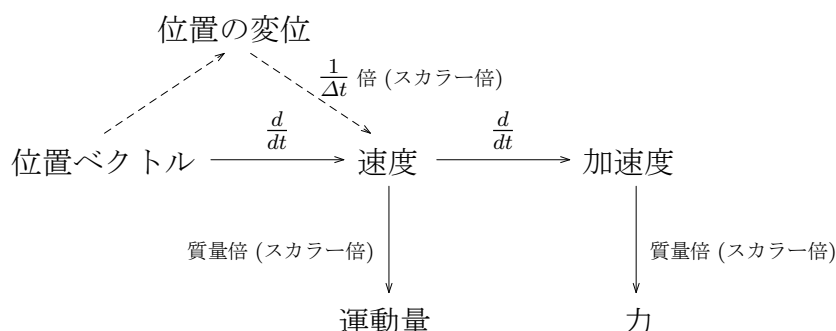 位置の変位
1/Δt 倍 (スカラー倍)
d/dt d/dt
位置ベクトル 速度 加速度
質量倍 (スカラー倍) 質量倍 (スカラー倍)
運動量 力